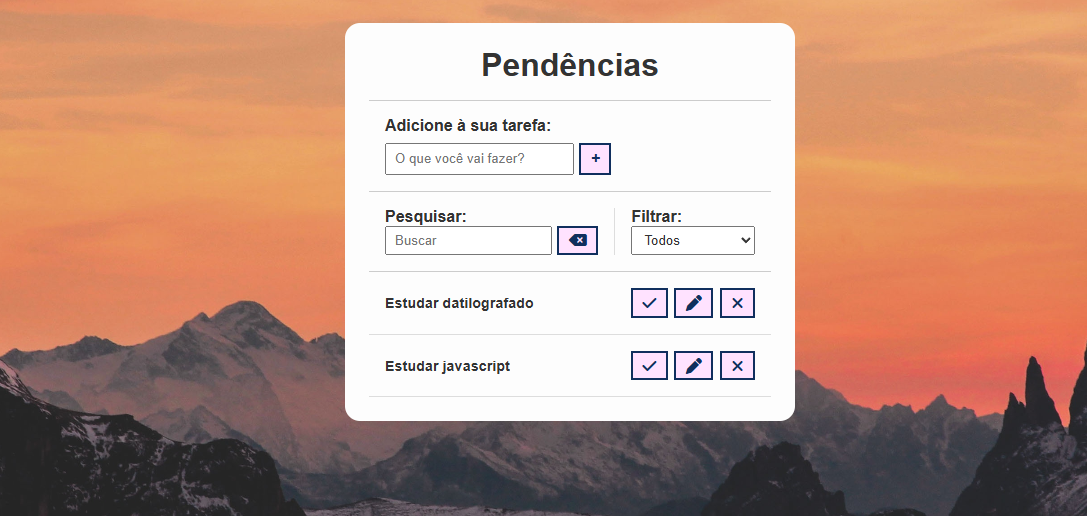 Pendências
Adicione à sua tarefa:
O que você vai fazer? +
Pesquisar: Filtrar:
Buscar Todos
Estudar datilografado
Estudar javascript